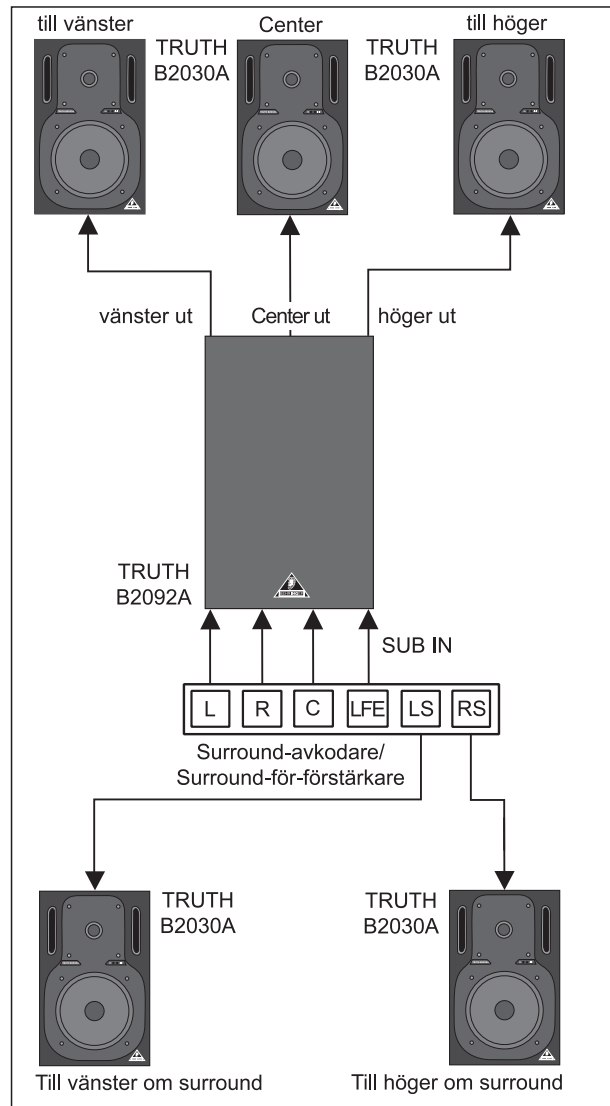 till vänster
Center
till höger
TRUTH
B2030A
TRUTH
B2030A
vänster ut
Center ut
höger ut
TRUTH
B2092A
SUB IN
L
R
C
LFE
LS
RS
Surround-avkodare/
Surround-för-förstärkare
TRUTH
B2030A
TRUTH
B2030A
Till vänster om surround
Till höger om surround